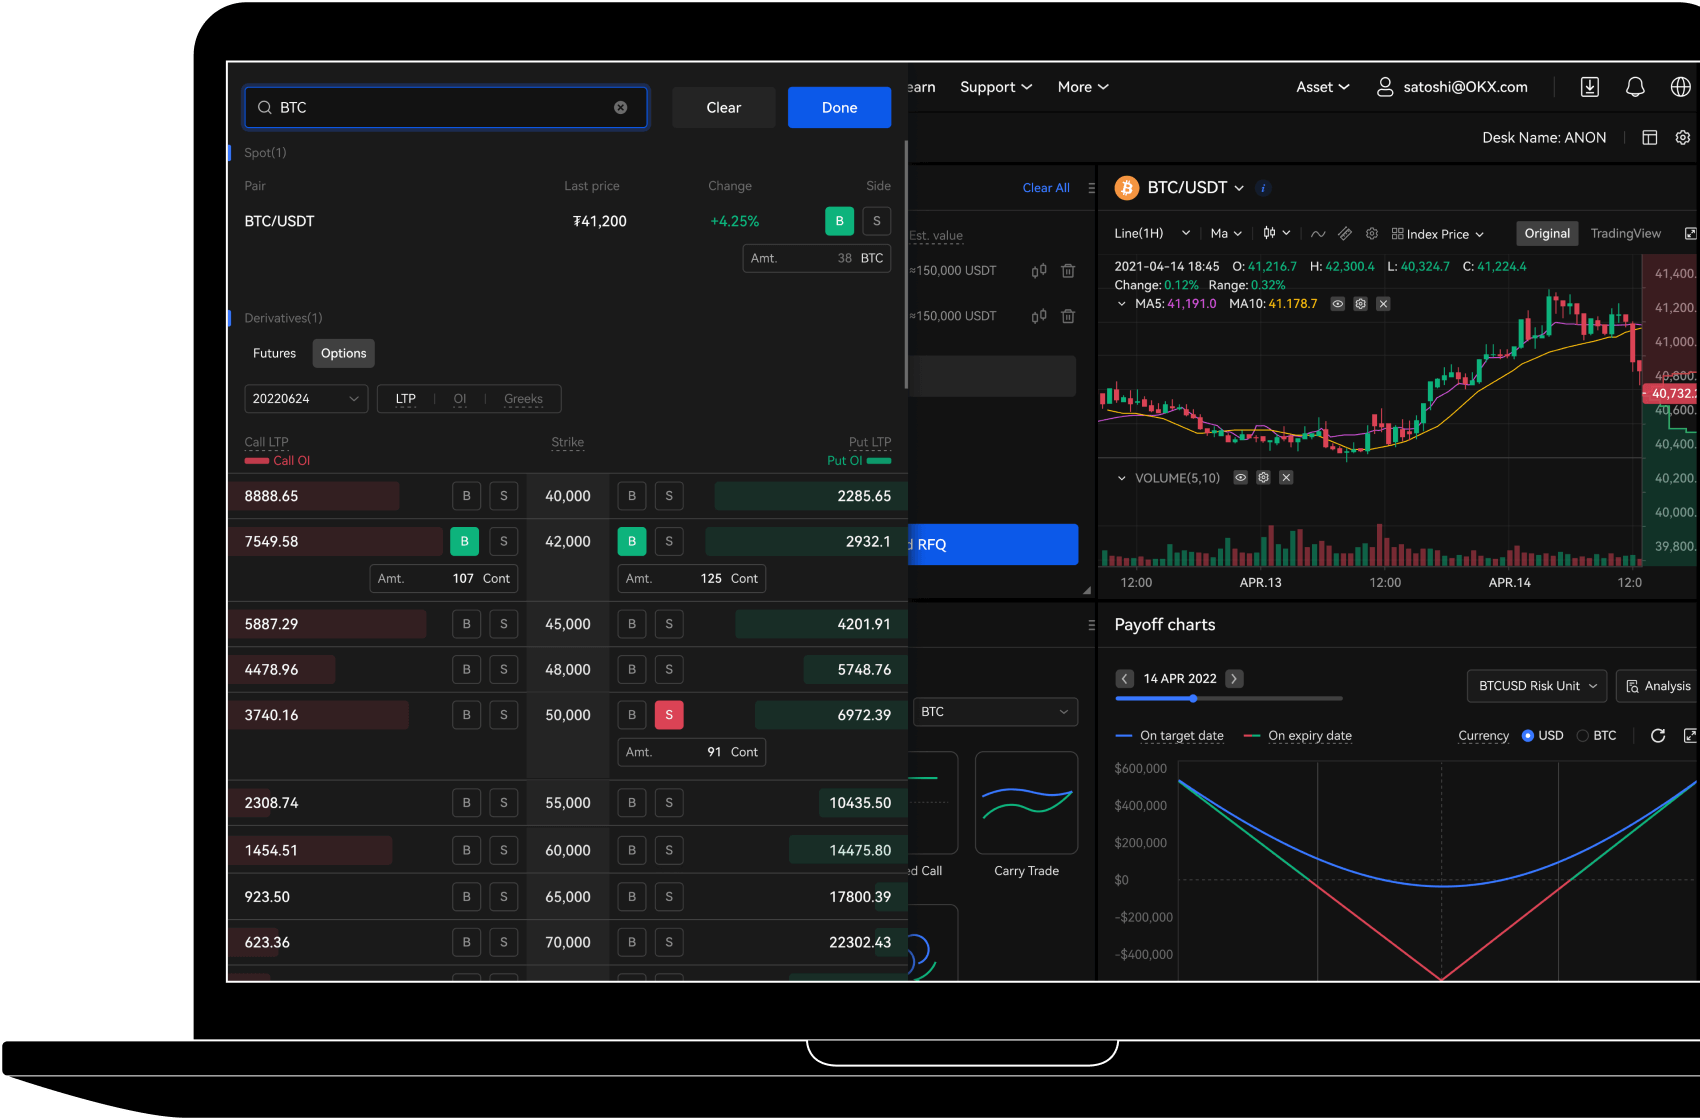 BTC
Clear
Done
Support
More
Asset
satoshi@OKX.com
Desk Name: ANON
Spot(1)
Pair Last price Change Side
BTC/USDT ₮41,200 +4.25% B S
Amt. 38 BTC
Derivatives(1)
Futures Options
20220624 LTP OI Greeks
Call LTP Strike Put LTP
Call OI Put OI
8888.65 B S 40,000 B S 2285.65
7549.58 B S 42,000 B S 2932.1
Amt. 107 Cont Amt. 125 Cont
5887.29 B S 45,000 B S 4201.91
4478.96 B S 48,000 B S 5748.76
3740.16 B S 50,000 B S 6972.39
Amt. 91 Cont
2308.74 B S 55,000 B S 10435.50
1454.51 B S 60,000 B S 14475.80
923.50 B S 65,000 B S 17800.39
623.36 B S 70,000 B S 22302.43
Clear All
Est. value
≈150,000 USDT
≈150,000 USDT
RFQ
BTC
Call
Carry Trade
BTC/USDT i
Line(1H) Ma Index Price Original TradingView
2021-04-14 18:45 O: 41,216.7 H: 42,300.4 L: 40,324.7 C: 41,224.4
Change: 0.12% Range: 0.32%
MA5: 41,191.0 MA10: 41.178.7
VOLUME(5,10)
41,400.
41,200.
41,000.
40,800.
40,732.
40,600.
40,400.
40,200.
40,000.
39,800.
12:00 APR.13 12:00 APR.14 12:0
Payoff charts
14 APR 2022
BTCUSD Risk Unit
Analysis
On target date On expiry date Currency USD BTC
$600,000
$400,000
$200,000
$0
-$200,000
-$400,000